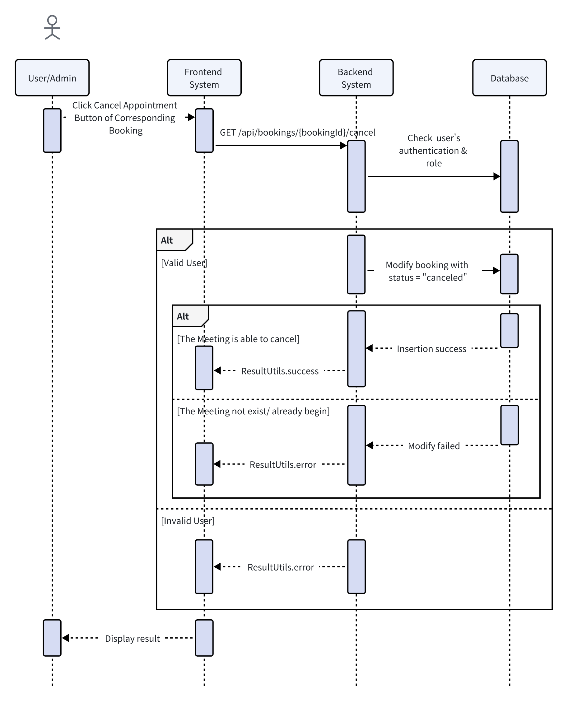 User/Admin
Frontend
System
Backend
System
Database
Click Cancel Appointment
Button of Corresponding
Booking
GET /api/bookings/{bookingId}/cancel
Check user's
authentication &
role
Alt
[Valid User]
Modify booking with
status = "canceled"
Alt
[The Meeting is able to cancel]
Insertion success
ResultUtils.success
[The Meeting not exist/ already begin]
Modify failed
ResultUtils.error
[Invalid User]
ResultUtils.error
Display result